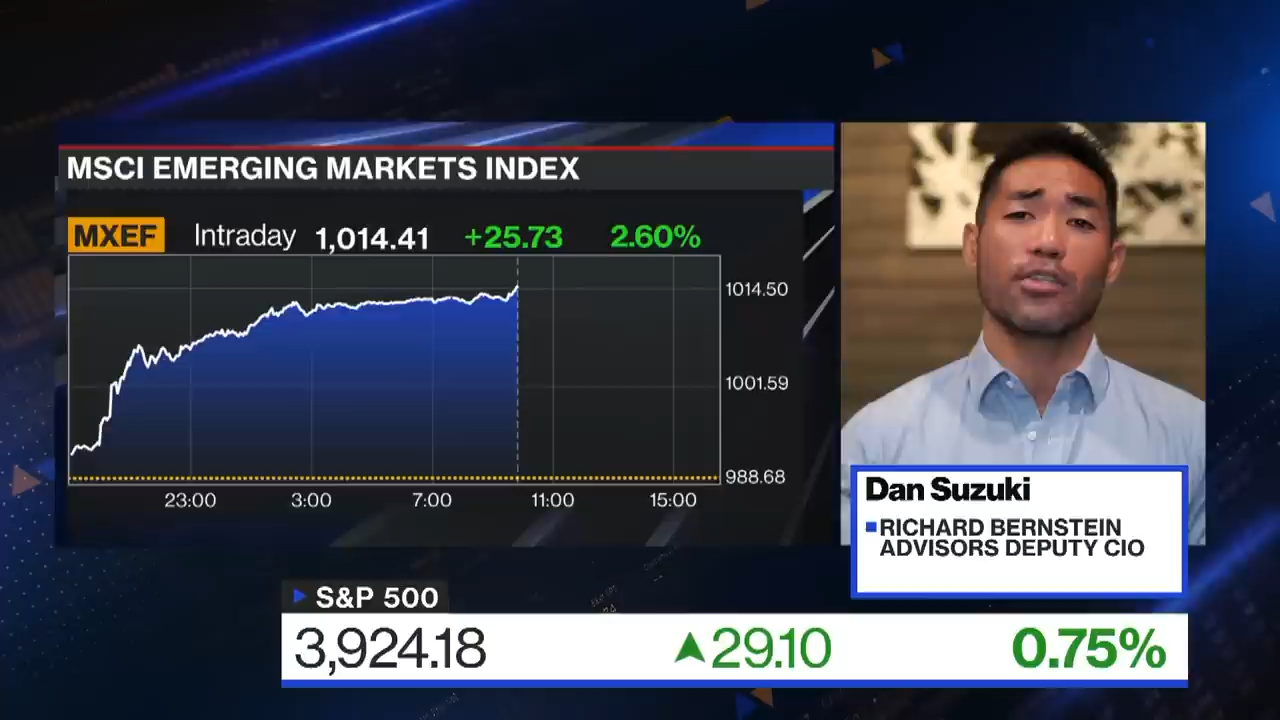 MSCI EMERGING MARKETS INDEX
MXEF Intraday 1,014.41 +25.73 2.60%
1014.50
1001.59
988.68
23:00 3:00 7:00 11:00 15:00
Dan Suzuki
RICHARD BERNSTEIN
ADVISORS DEPUTY CIO
S&P 500
3,924.18 ▲29.10 0.75%